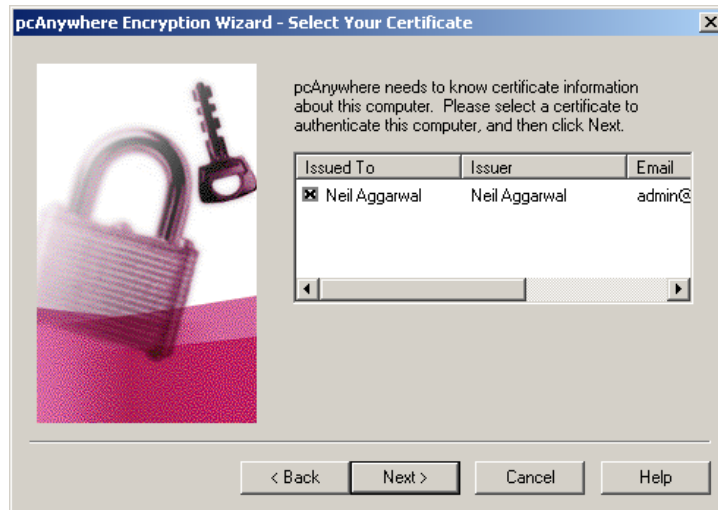 pcAnywhere Encryption Wizard - Select Your Certificate
pcAnywhere needs to know certificate information
about this computer.  Please select a certificate to
authenticate this computer, and then click Next.
Issued To Issuer Email
Neil Aggarwal Neil Aggarwal admin@
< Back Next > Cancel Help